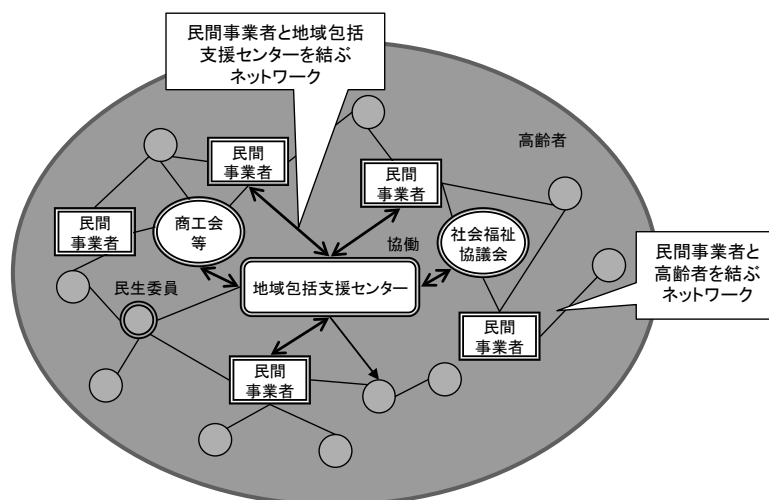 民間事業者と地域包括
支援センターを結ぶ
ネットワーク
高齢者
民間
事業者
民間
事業者
民間
事業者
商工会
等
協働
社会福祉
協議会
民間事業者と
高齢者を結ぶ
ネットワーク
民生委員
地域包括支援センター
民間
事業者
民間
事業者